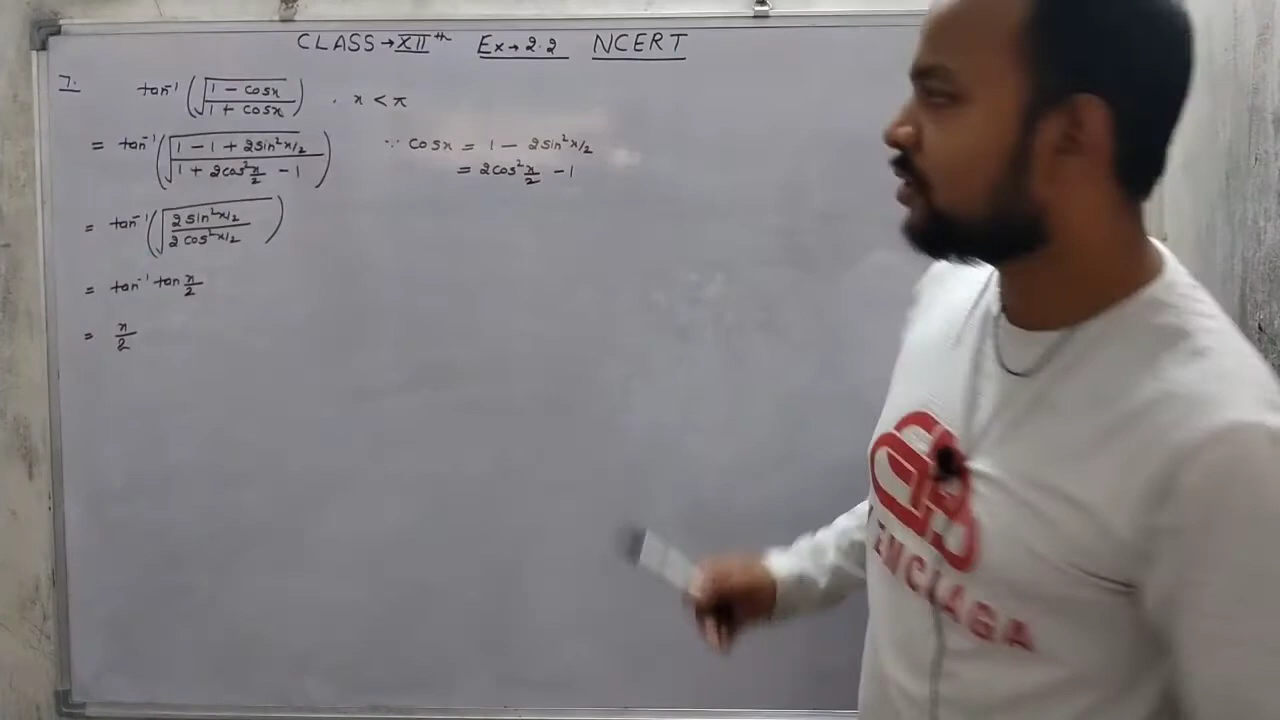 CLASS → XIIth Ex → 2.2 NCERT
7. tan⁻¹ (√((1 - cosx)/(1 + cosx))) . x < π
= tan⁻¹ (√((1 - 1 + 2sin²x/2)/(1 + 2cos²x/2 - 1))) ∵ cosx = 1 - 2sin²x/2
= 2cos²x/2 - 1
= tan⁻¹ (√((2sin²x/2)/(2cos²x/2)))
= tan⁻¹ tan x/2
= x/2
ENCIAGA